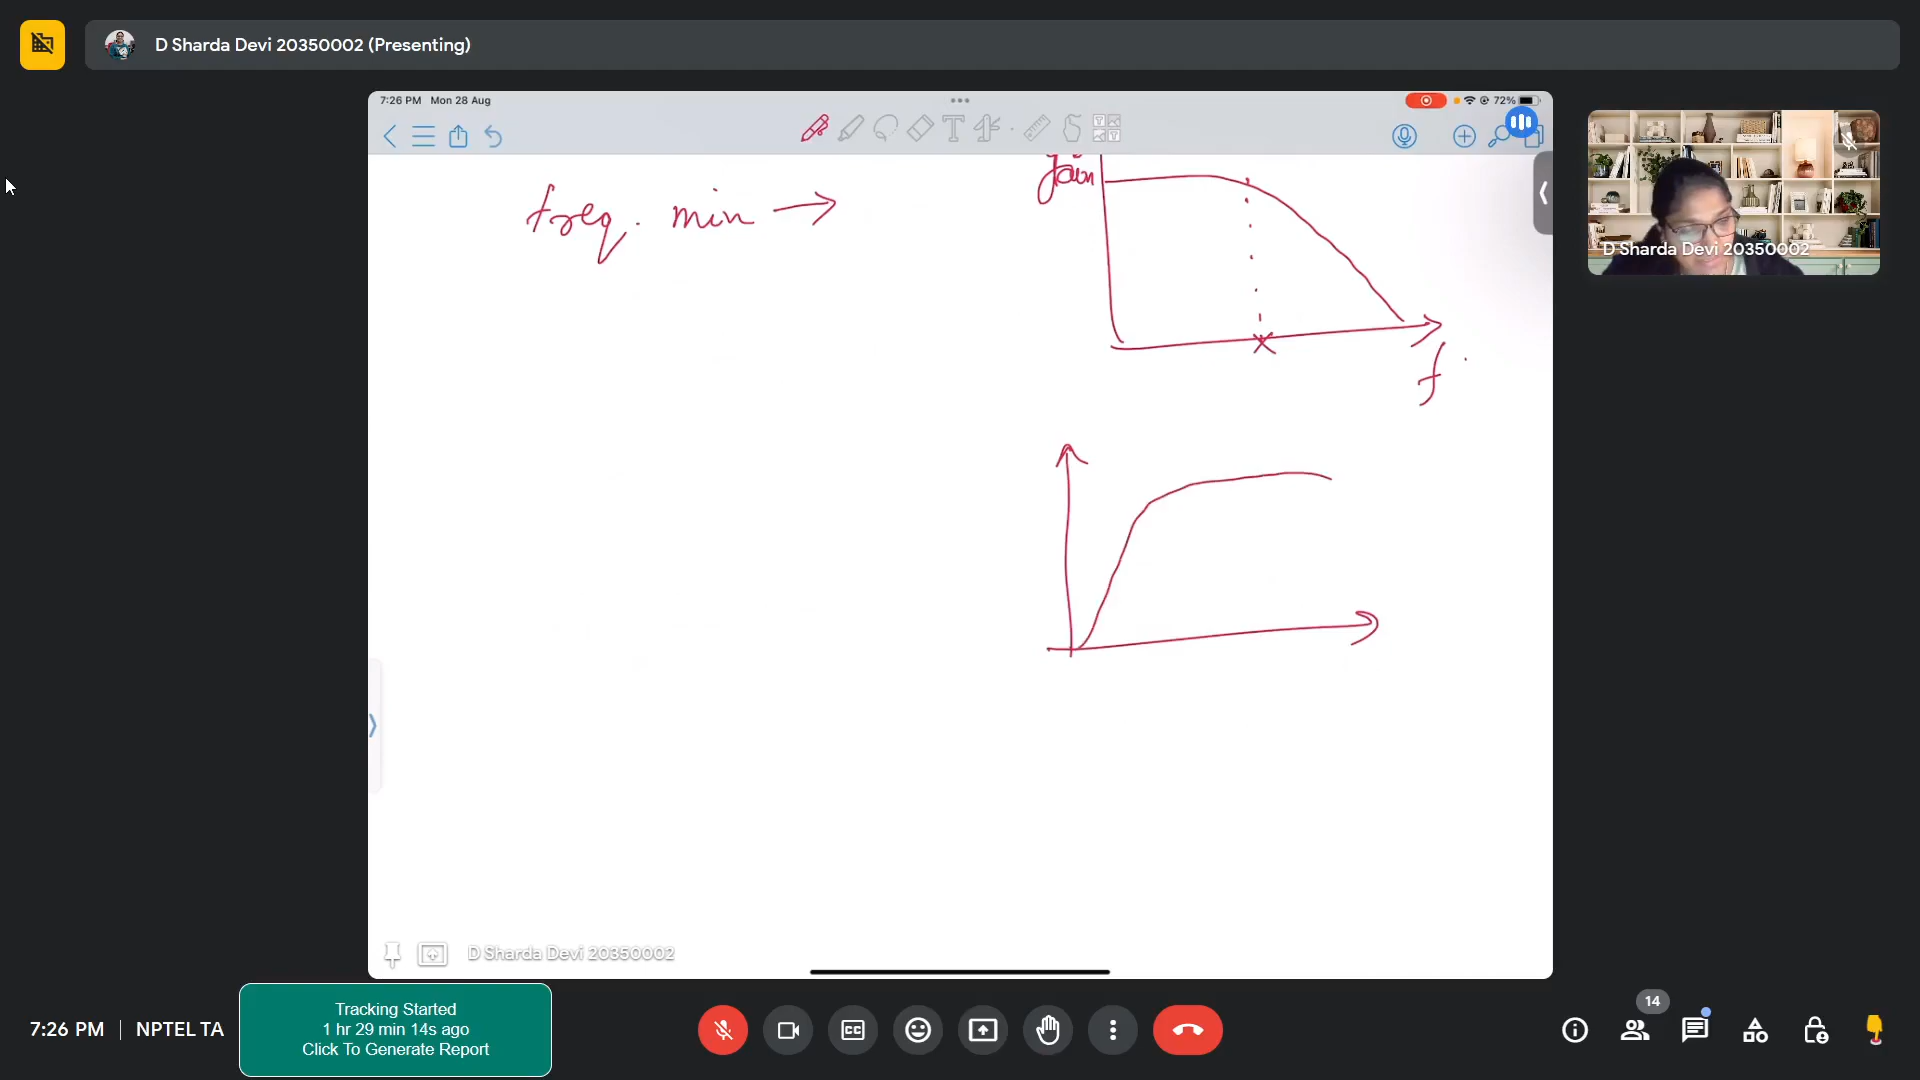 D Sharda Devi 20350002 (Presenting)
7:26 PM Mon 28 Aug
72%
gain
freq. min →
D Sharda Devi 20350002
f
D Sharda Devi 20350002
Tracking Started
1 hr 29 min 14s ago
Click To Generate Report
7:26 PM | NPTEL TA
CC
14